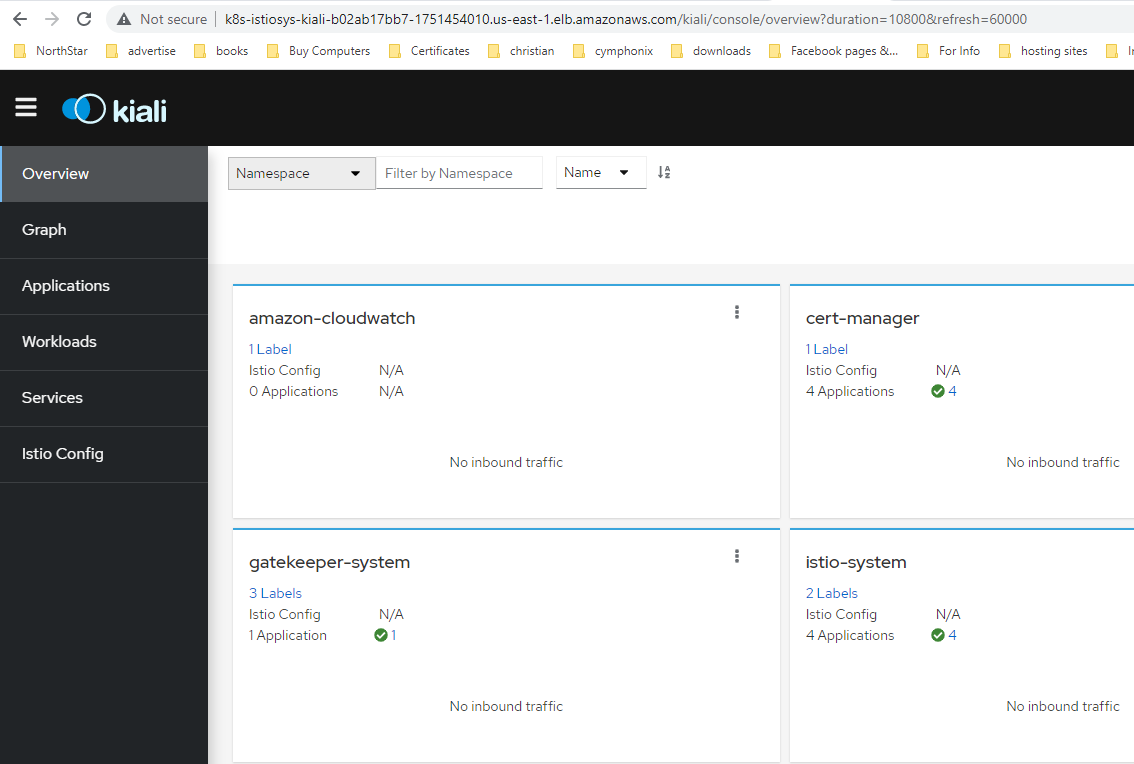 Not secure | k8s-istiosys-kiali-b02ab17bb7-1751454010.us-east-1.elb.amazonaws.com/kiali/console/overview?duration=10800&refresh=60000
NorthStar advertise books Buy Computers Certificates christian cymphonix downloads Facebook pages &... For Info hosting sites
kiali
Overview
Graph
Applications
Workloads
Services
Istio Config
Namespace Filter by Namespace Name
amazon-cloudwatch
1 Label
Istio Config N/A
0 Applications N/A
No inbound traffic
cert-manager
1 Label
Istio Config N/A
4 Applications 4
No inbound traffic
gatekeeper-system
3 Labels
Istio Config N/A
1 Application 1
No inbound traffic
istio-system
2 Labels
Istio Config N/A
4 Applications 4
No inbound traffic